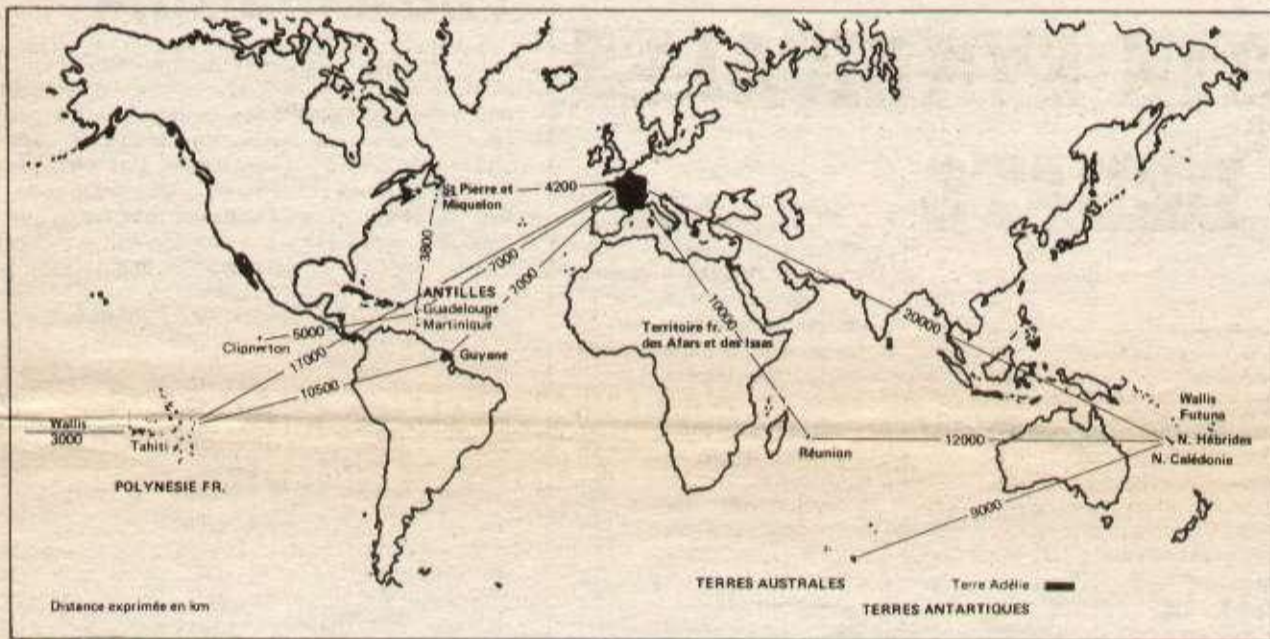 St Pierre et
Miquelon
4200
3800
7000
7000
ANTILLES
Guadelouge
Martinique
5000
Clipperton
17000
Guyane
10500
Wallis
3000
Tahiti
POLYNESIE FR.
10000
Territoire fr.
des Afars et des Issas
20000
Wallis
Futuna
N. Hébrides
N. Calédonie
12000
Réunion
9000
TERRES AUSTRALES
Terre Adélie
TERRES ANTARTIQUES
Distance exprimée en km